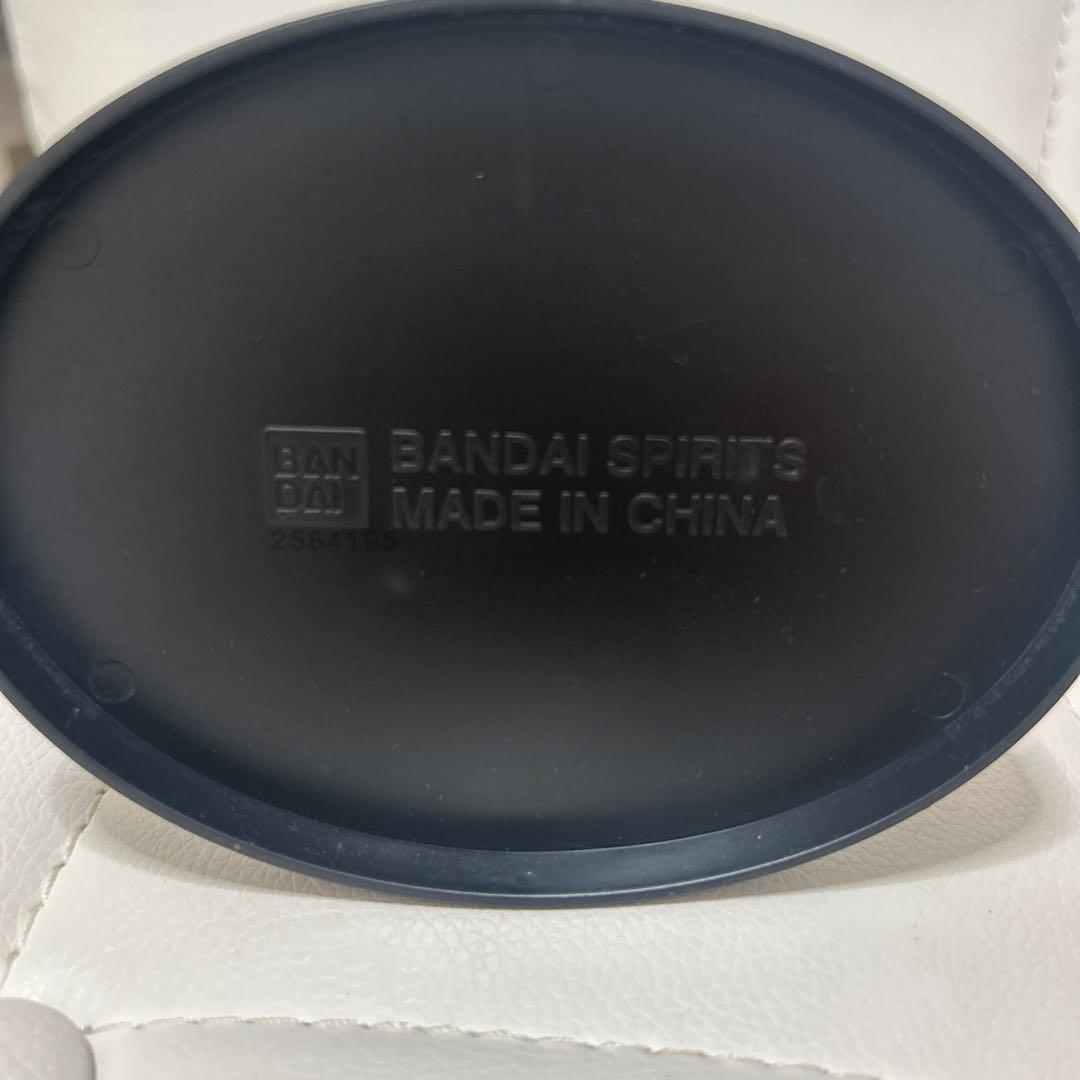 BAN
DAI
BANDAI SPIRITS
MADE IN CHINA
2564195